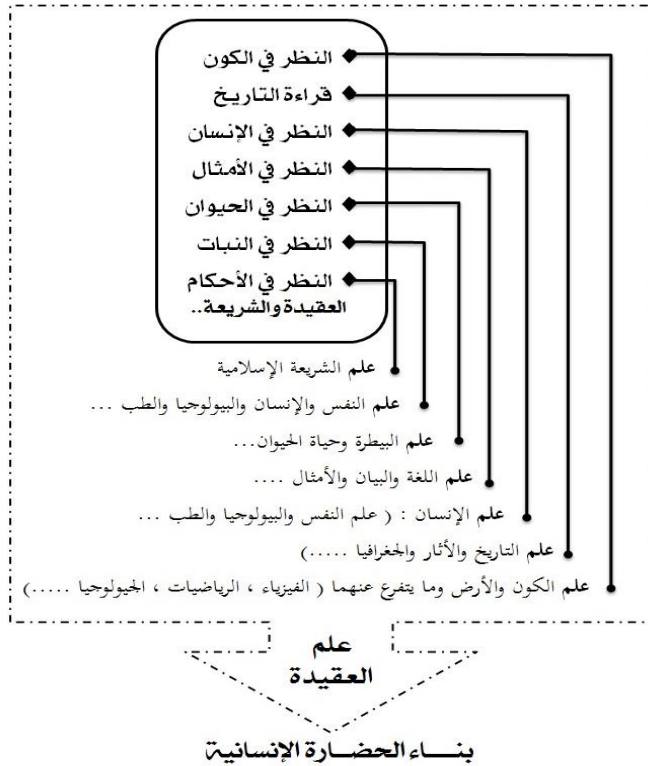 النظر في الكون
قراءة التاريخ
النظر في الإنسان
النظر في الأمثال
النظر في الحيوان
النظر في النبات
النظر في الأحكام
العقيدة والشريعة..
علم الشريعة الإسلامية
علم النفس والإنسان والبيولوجيا والطب ...
علم البيطرة وحياة الحيوان...
علم اللغة والبيان والأمثال ....
علم الإنسان : ( علم النفس والبيولوجيا والطب ...
علم التاريخ والأثار والجغرافيا .....)
علم الكون والأرض وما يتفرع عنهما ( الفيزياء ، الرياضيات ، الجيولوجيا .....)
علم
العقيدة
بنـــاء الحضـــارة الإنسانية